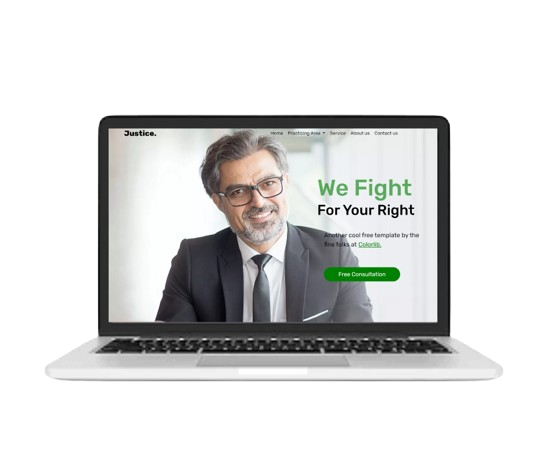 Justice.
Home Practicing Area Service About us Contact us
We Fight
For Your Right
Another cool free template by the
fine folks at Colorlib.
Free Consultation